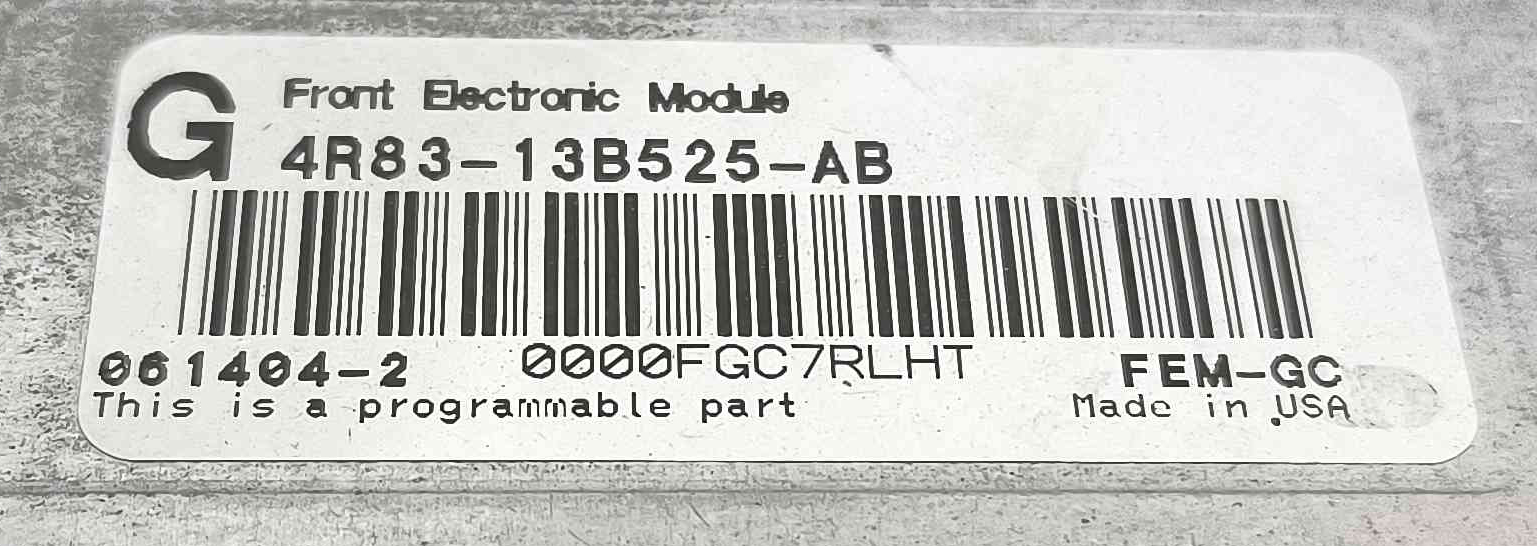 G Front Electronic Module
4R83-13B525-AB
061404-2 0000FGC7RLHT FEM-GC
This is a programmable part Made in USA